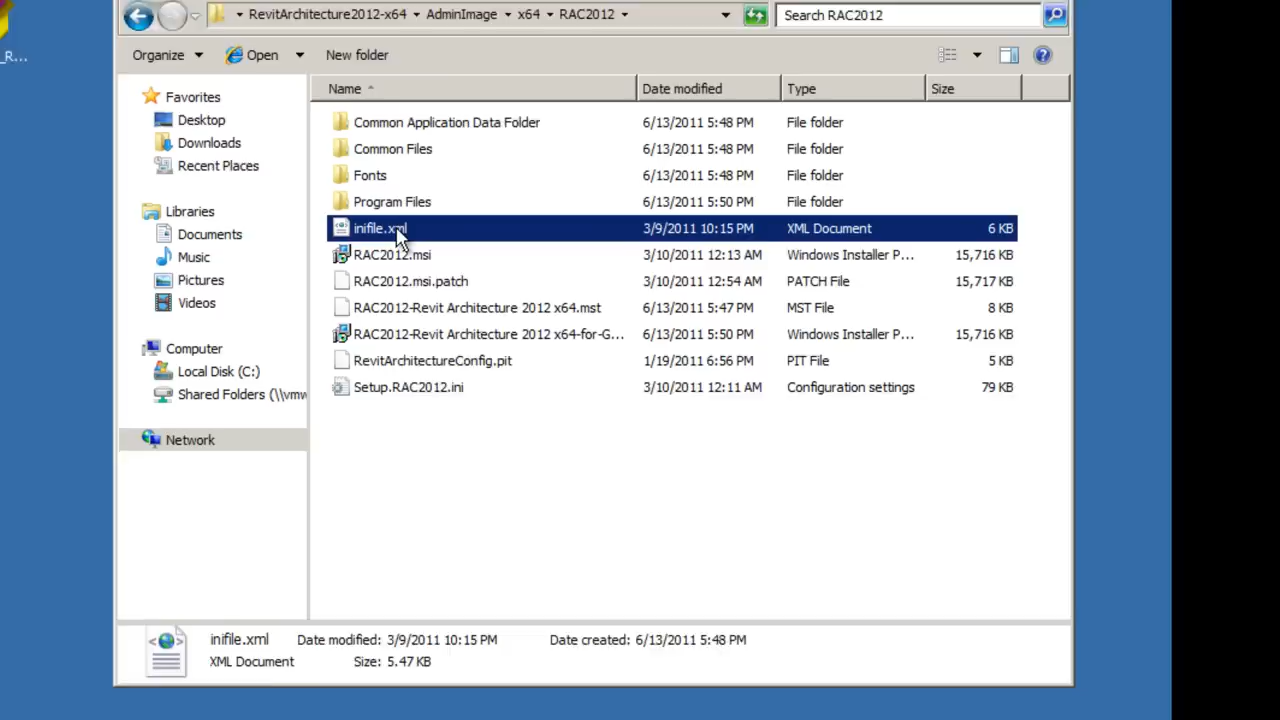 RevitArchitecture2012-x64 AdminImage x64 RAC2012 Search RAC2012
_R...
Organize Open New folder
Name Date modified Type Size
Favorites
Desktop
Downloads
Recent Places
Libraries
Documents
Music
Pictures
Videos
Computer
Local Disk (C:)
Shared Folders (\\vmw
Network
Common Application Data Folder 6/13/2011 5:48 PM File folder
Common Files 6/13/2011 5:48 PM File folder
Fonts 6/13/2011 5:48 PM File folder
Program Files 6/13/2011 5:50 PM File folder
inifile.xml 3/9/2011 10:15 PM XML Document 6 KB
RAC2012.msi 3/10/2011 12:13 AM Windows Installer P... 15,716 KB
RAC2012.msi.patch 3/10/2011 12:54 AM PATCH File 15,717 KB
RAC2012-Revit Architecture 2012 x64.mst 6/13/2011 5:47 PM MST File 8 KB
RAC2012-Revit Architecture 2012 x64-for-G... 6/13/2011 5:50 PM Windows Installer P... 15,716 KB
RevitArchitectureConfig.pit 1/19/2011 6:56 PM PIT File 5 KB
Setup.RAC2012.ini 3/10/2011 12:11 AM Configuration settings 79 KB
inifile.xml Date modified: 3/9/2011 10:15 PM Date created: 6/13/2011 5:48 PM
XML Document Size: 5.47 KB